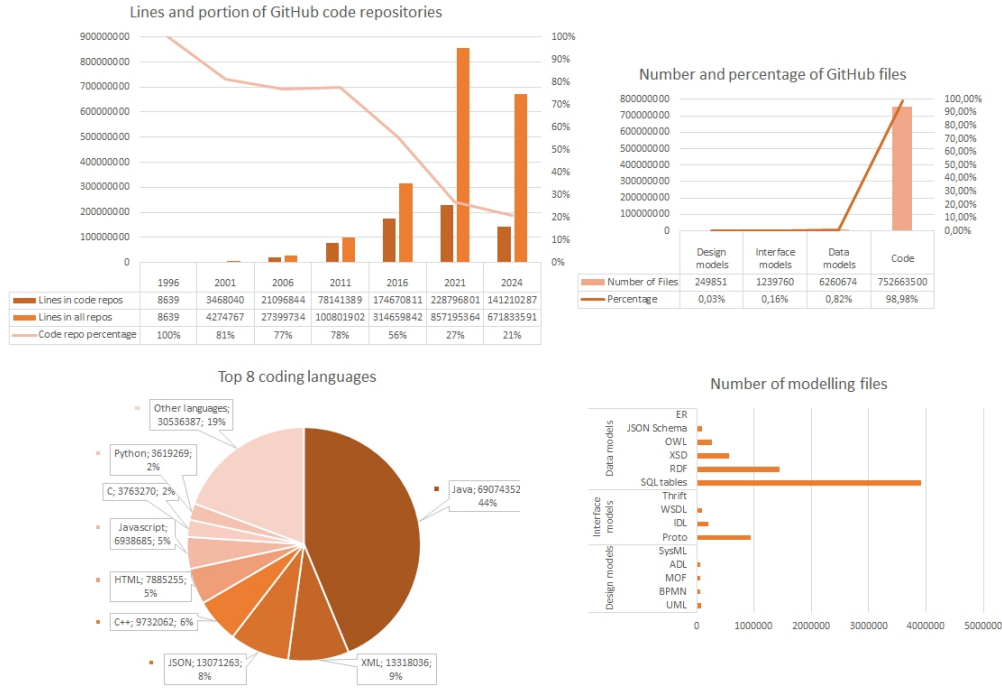 Lines and portion of GitHub code repositories
900000000
800000000
700000000
600000000
500000000
400000000
300000000
200000000
100000000
0
100%
90%
80%
70%
60%
50%
40%
30%
20%
10%
0%
1996 2001 2006 2011 2016 2021 2024
Lines in code repos 8639 3468040 21096844 78141389 174670811 228796801 141210287
Lines in all repos 8639 4274767 27399734 100801902 314659842 857195364 671833591
Code repo percentage 100% 81% 77% 78% 56% 27% 21%
Number and percentage of GitHub files
800000000
700000000
600000000
500000000
400000000
300000000
200000000
100000000
0
100,00%
90,00%
80,00%
70,00%
60,00%
50,00%
40,00%
30,00%
20,00%
10,00%
0,00%
Design Interface Data Code
models models models
Number of Files 249851 1239760 6260674 752663500
Percentage 0,03% 0,16% 0,82% 98,98%
Top 8 coding languages
Other languages;
30536387; 19%
Python; 3619269;
2%
C; 3763270; 2%
Javascript;
6938685; 5%
HTML; 7885255;
5%
C++; 9732062; 6%
JSON; 13071263;
8%
XML; 13318036;
9%
Java; 69074352
44%
Number of modelling files
Data models
ER
JSON Schema
OWL
XSD
RDF
SQL tables
Interface
models
Thrift
WSDL
IDL
Proto
Design models
SysML
ADL
MOF
BPMN
UML
0 1000000 2000000 3000000 4000000 5000000